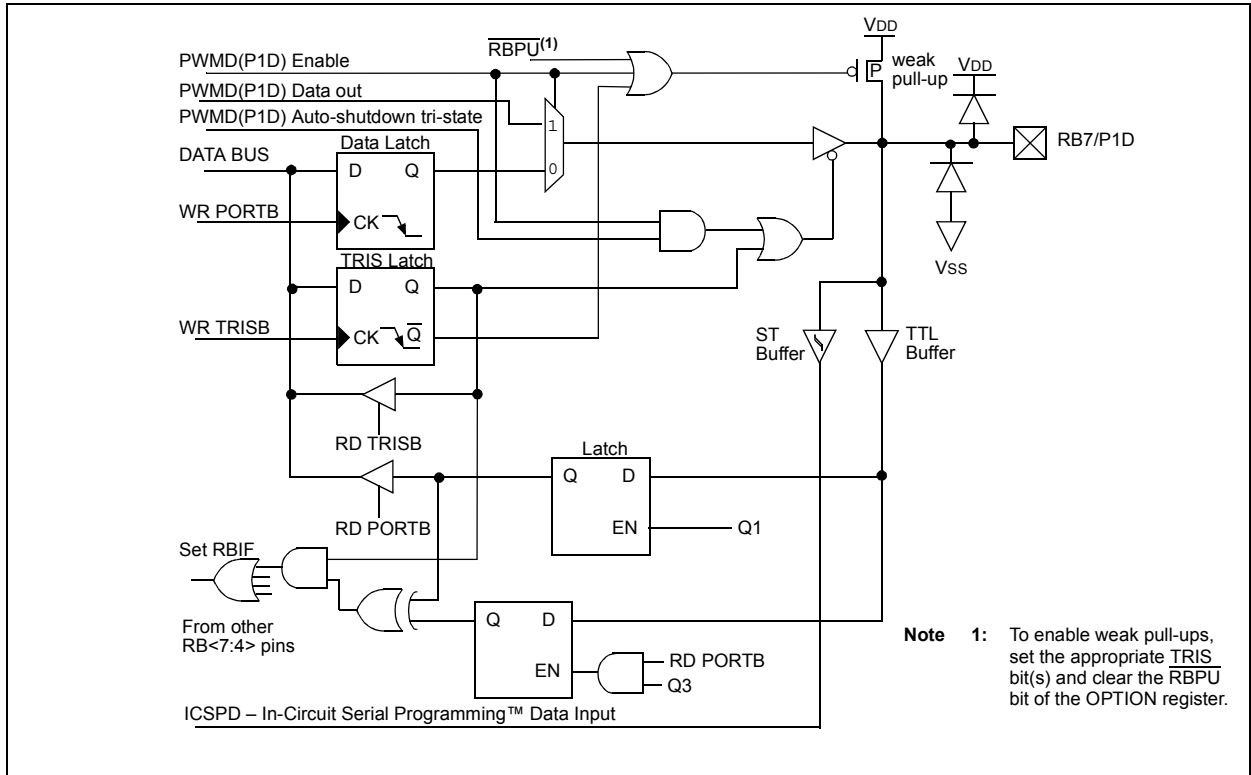 VDD
RBPU(1)
PWMD(P1D) Enable
weak
pull-up
P
VDD
PWMD(P1D) Data out
1
PWMD(P1D) Auto-shutdown tri-state
Data Latch
RB7/P1D
DATA BUS
D Q
0
WR PORTB
CK
TRIS Latch
VSS
D Q
WR TRISB
CK Q
ST
Buffer
TTL
Buffer
RD TRISB
Latch
Q D
RD PORTB
EN
Q1
Set RBIF
Q D
From other
RB<7:4> pins
EN
RD PORTB
Q3
Note 1: To enable weak pull-ups,
set the appropriate TRIS
bit(s) and clear the RBPU
bit of the OPTION register.
ICSPD – In-Circuit Serial Programming™ Data Input